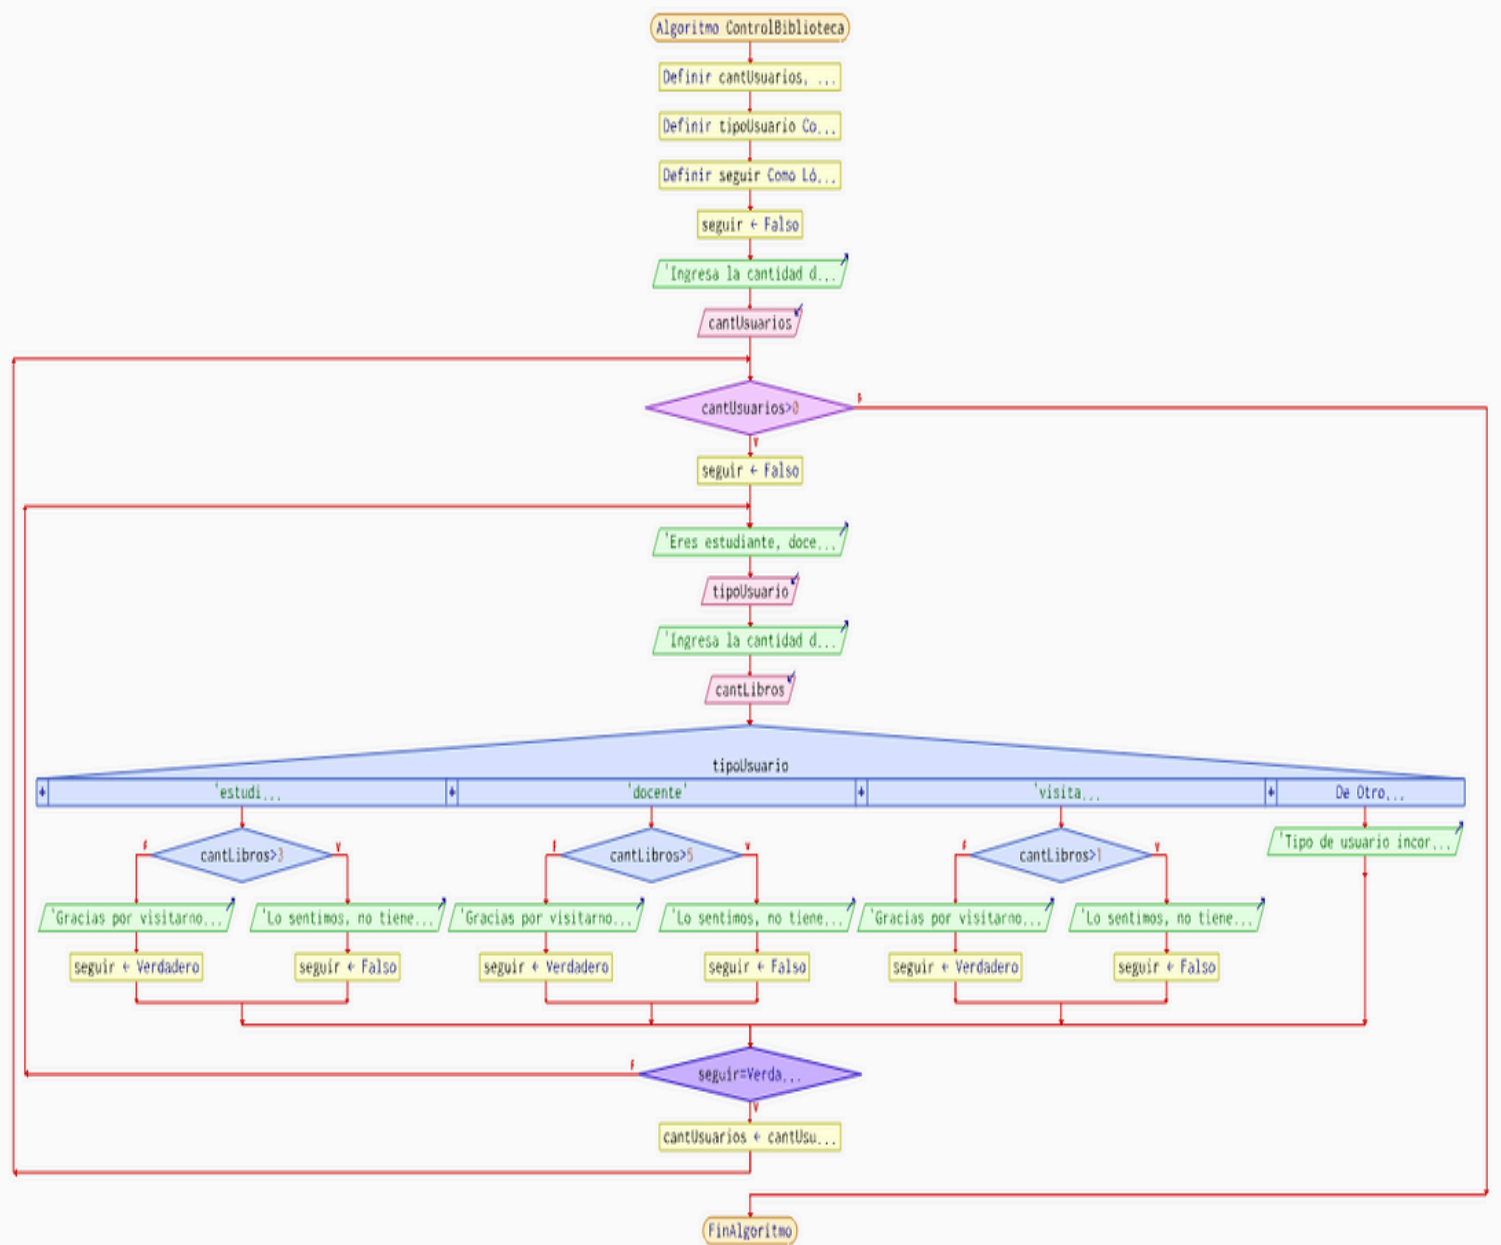 Algoritmo ControlBiblioteca
Definir cantUsuarios, ...
Definir tipoUsuario Co...
Definir seguir Como Ló...
seguir ← Falso
'Ingresa la cantidad d...
cantUsuarios
cantUsuarios>0
F
V
seguir ← Falso
'Eres estudiante, doce...
tipoUsuario
'Ingresa la cantidad d...
cantLibros
tipoUsuario
'estudi... 'docente' 'visita... De Otro...
F cantLibros>3 V F cantLibros>5 V F cantLibros>1 V 'Tipo de usuario incor...
'Gracias por visitarno... 'Lo sentimos, no tiene... 'Gracias por visitarno... 'Lo sentimos, no tiene... 'Gracias por visitarno... 'Lo sentimos, no tiene...
seguir ← Verdadero seguir ← Falso seguir ← Verdadero seguir ← Falso seguir ← Verdadero seguir ← Falso
F
seguir=Verda...
V
cantUsuarios ← cantUsu...
FinAlgoritmo